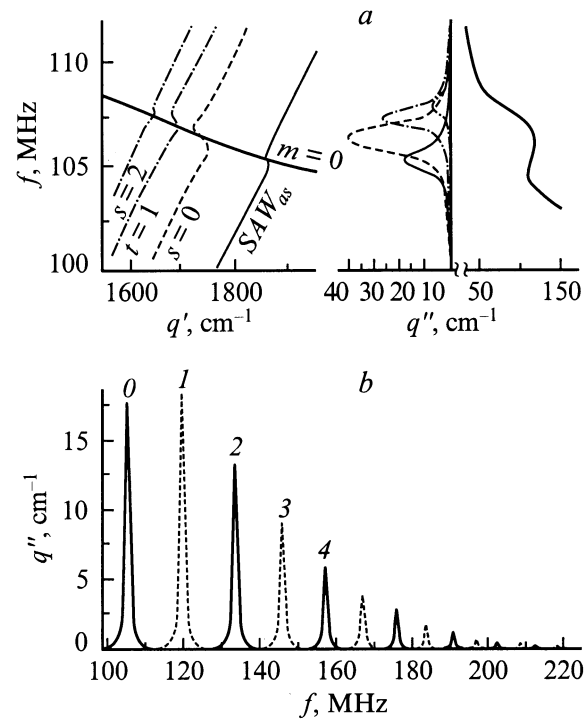 a
f, MHz
110
105
100
s = 2
t = 1
s = 0
SAW_as
m = 0
1600
1800
q′, cm⁻¹
40
30
20
10
50
150
q″, cm⁻¹
b
q″, cm⁻¹
15
10
5
0
0
1
2
3
4
100
120
140
160
180
200
220
f, MHz